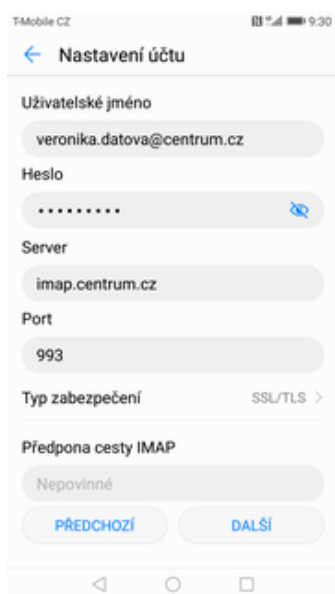 T-Mobile CZ 9:30
Nastavení účtu
Uživatelské jméno
veronika.datova@centrum.cz
Heslo
•••••••••
Server
imap.centrum.cz
Port
993
Typ zabezpečení SSL/TLS
Předpona cesty IMAP
Nepovinné
PŘEDCHOZÍ DALŠÍ